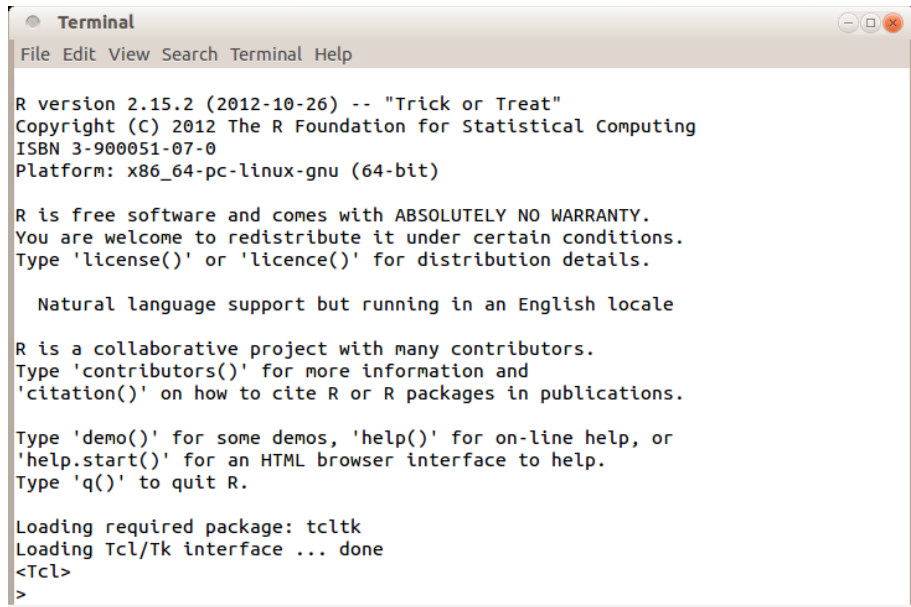 Terminal
File Edit View Search Terminal Help
R version 2.15.2 (2012-10-26) -- "Trick or Treat"
Copyright (C) 2012 The R Foundation for Statistical Computing
ISBN 3-900051-07-0
Platform: x86_64-pc-linux-gnu (64-bit)
R is free software and comes with ABSOLUTELY NO WARRANTY.
You are welcome to redistribute it under certain conditions.
Type 'license()' or 'licence()' for distribution details.
Natural language support but running in an English locale
R is a collaborative project with many contributors.
Type 'contributors()' for more information and
'citation()' on how to cite R or R packages in publications.
Type 'demo()' for some demos, 'help()' for on-line help, or
'help.start()' for an HTML browser interface to help.
Type 'q()' to quit R.
Loading required package: tcltk
Loading Tcl/Tk interface ... done
<Tcl>
>